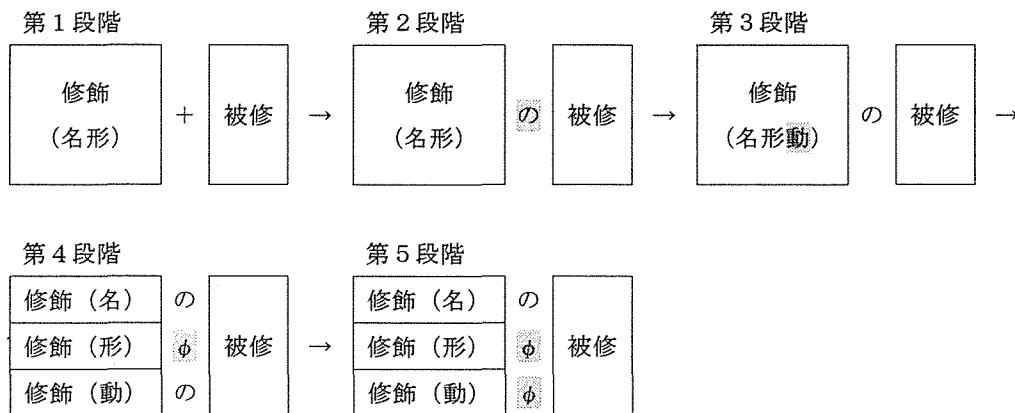 第1段階 第2段階 第3段階
修飾 修飾 修飾
＋ 被修 → の 被修 → の 被修 →
（名形） （名形） （名形動）
第4段階 第5段階
修飾（名） の 修飾（名） の
修飾（形） φ 被修 → 修飾（形） φ 被修
修飾（動） の 修飾（動） φ